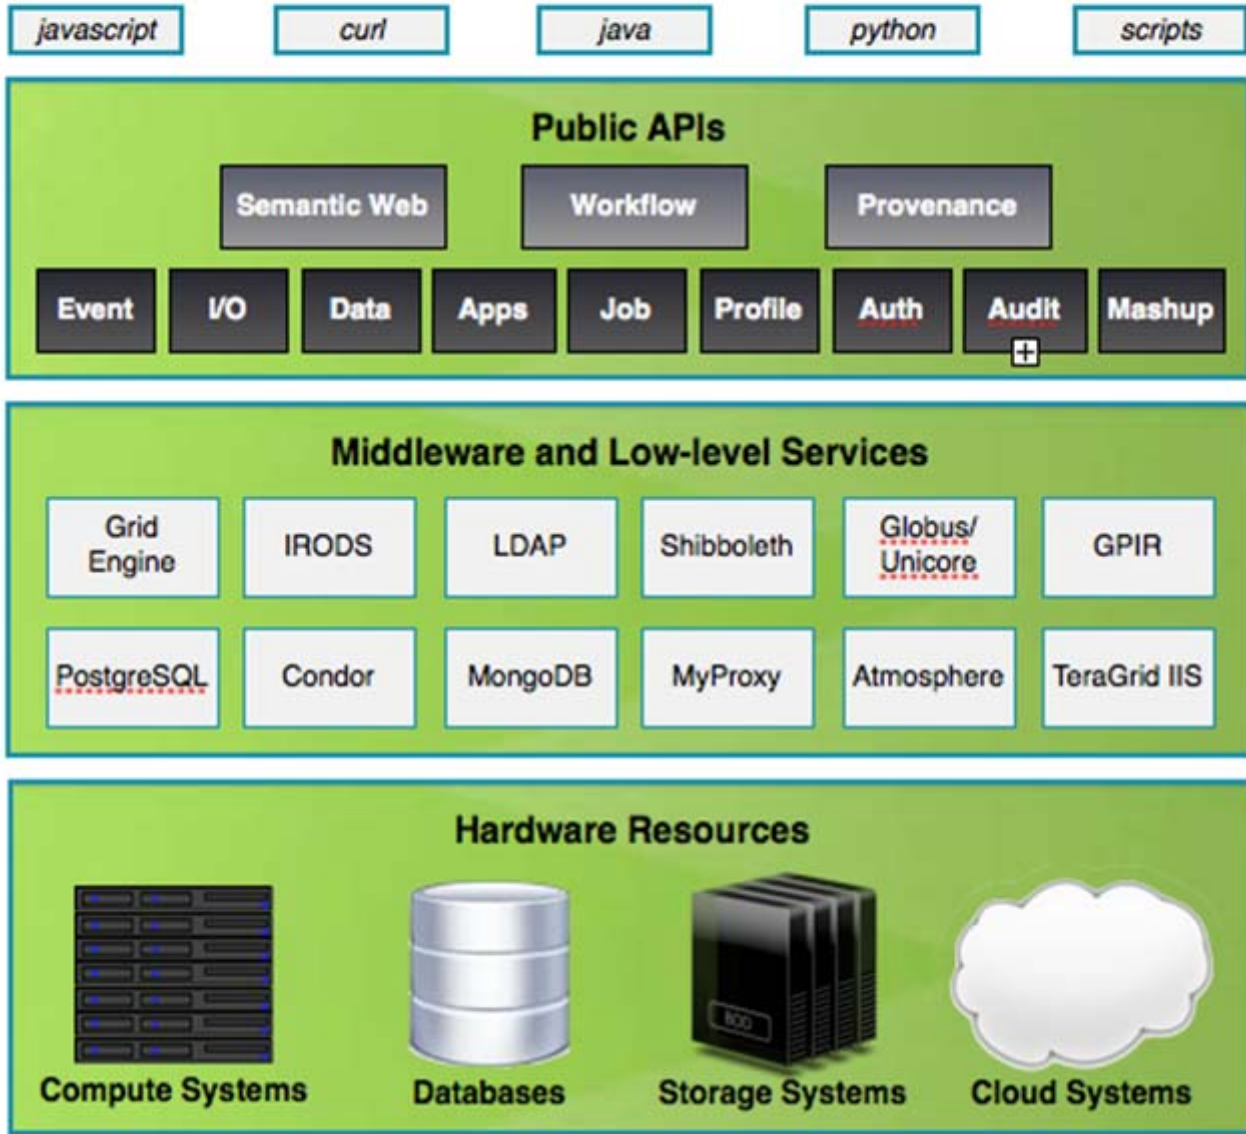 javascript curl java python scripts
Public APIs
Semantic Web Workflow Provenance
Event I/O Data Apps Job Profile Auth Audit Mashup
Middleware and Low-level Services
Grid Engine IRODS LDAP Shibboleth Globus/ Unicore GPIR
PostgreSQL Condor MongoDB MyProxy Atmosphere TeraGrid IIS
Hardware Resources
BOD
Compute Systems Databases Storage Systems Cloud Systems